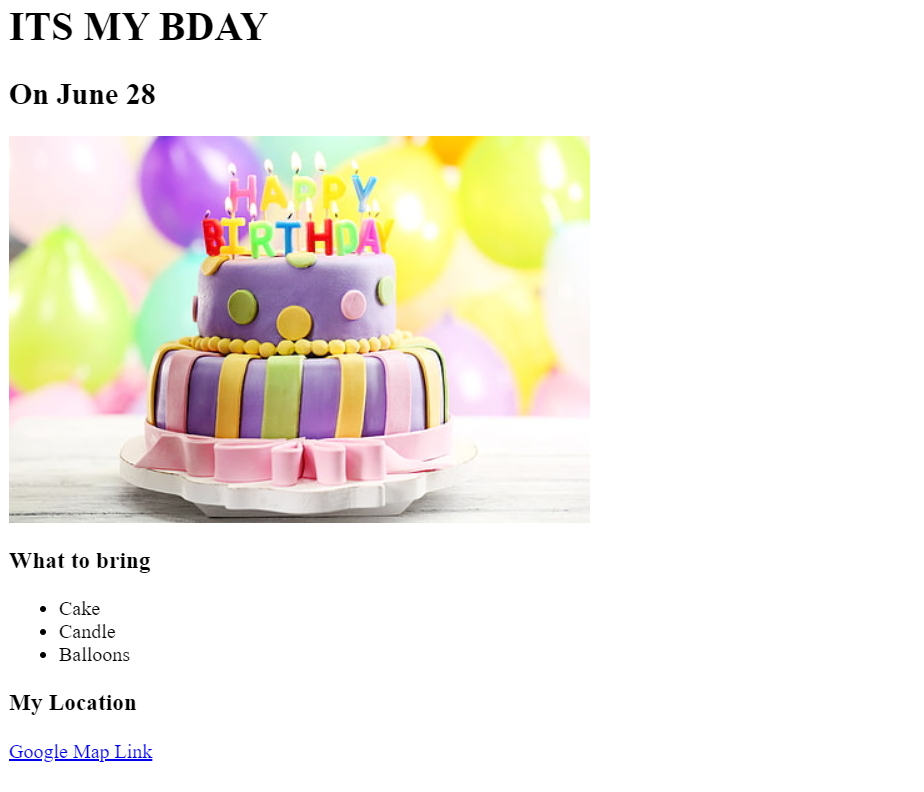 ITS MY BDAY
On June 28
HAPPY
BIRTHDAY
What to bring
Cake
Candle
Balloons
My Location
Google Map Link